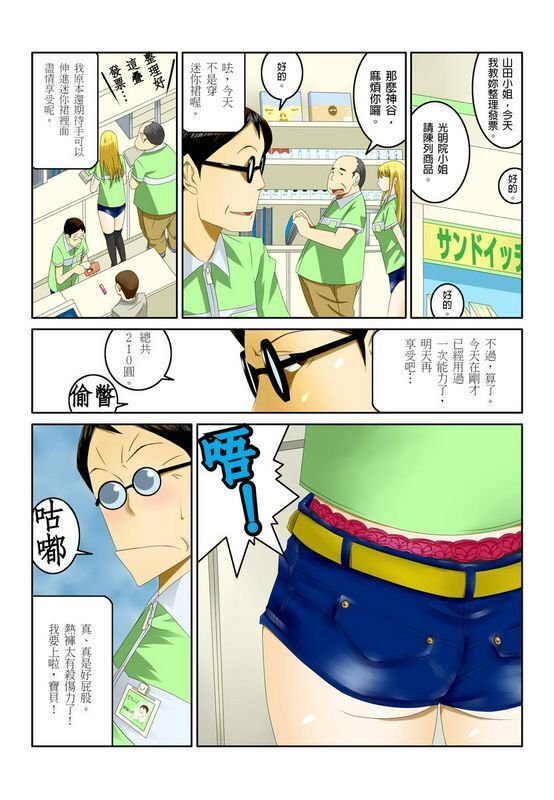 山田小姐，今天
我教妳整理發票。
好的。
光明院小姐
請陳列商品。
サンドイッチ
好的。
那麼神谷，
麻煩你囉。
好的。
呿，今天
不是穿
迷你裙喔。
整理好
這疊
發票…
我原本還期待手可以
伸進迷你裙裡面
盡情享受呢。
不過，算了。
今天在剛才
已經用過
一次能力了，
明天再
享受吧…
總共
210圓。
偷瞥
唔！
咕嘟
真、真是好屁股。
熱褲太有殺傷力了！
我要上啦，寶貝！